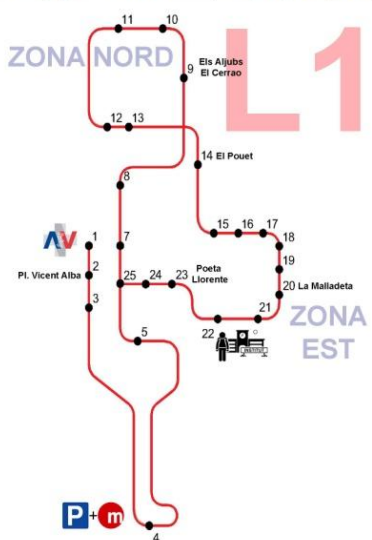 L1
11
10
ZONA NORD
Els Aljubs
El Cerrao
9
12
13
14 El Pouet
8
15
16
17
1
7
18
Pl. Vicent Alba
2
19
25
24
23
Poeta
Llorente
20 La Malladeta
3
21
ZONA
EST
22
INSTITUT
5
P+m
4